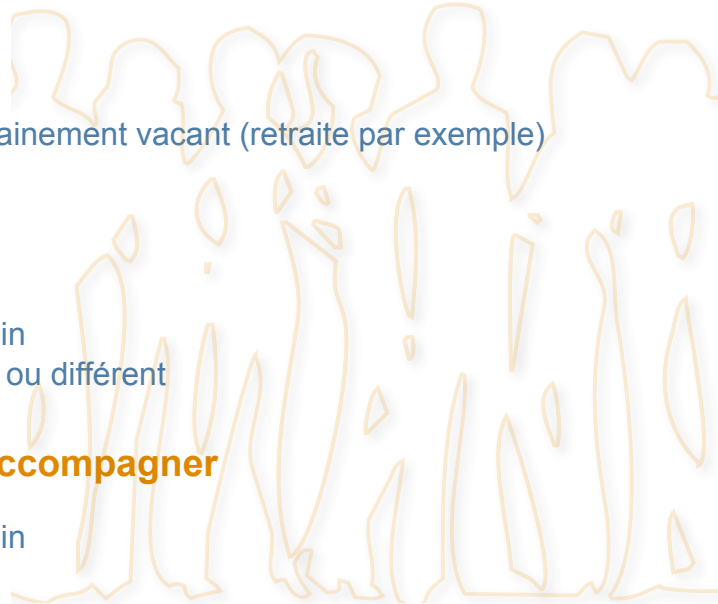 ainement vacant (retraite par exemple)
in
ou différent
ccompagner
in